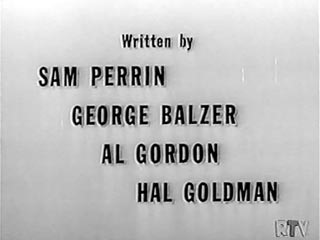 Written by
SAM PERRIN
GEORGE BALZER
AL GORDON
HAL GOLDMAN
RTV